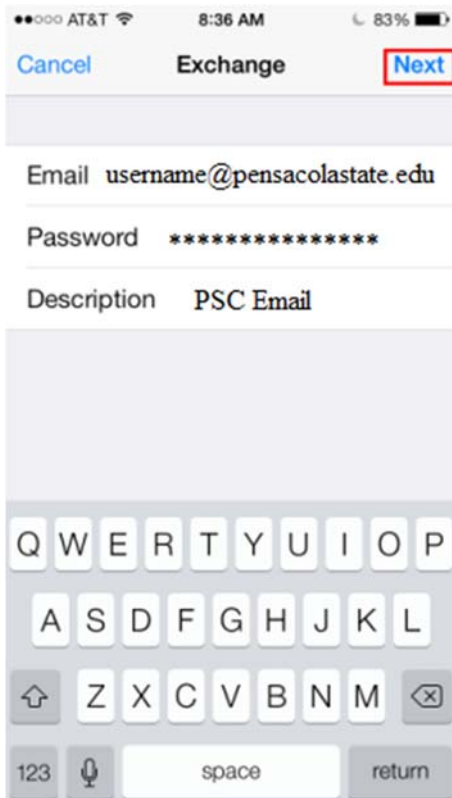 AT&T 8:36 AM 83%
Cancel Exchange Next
Email username@pensacolastate.edu
Password ***************
Description PSC Email
Q W E R T Y U I O P
A S D F G H J K L
Z X C V B N M
123 space return